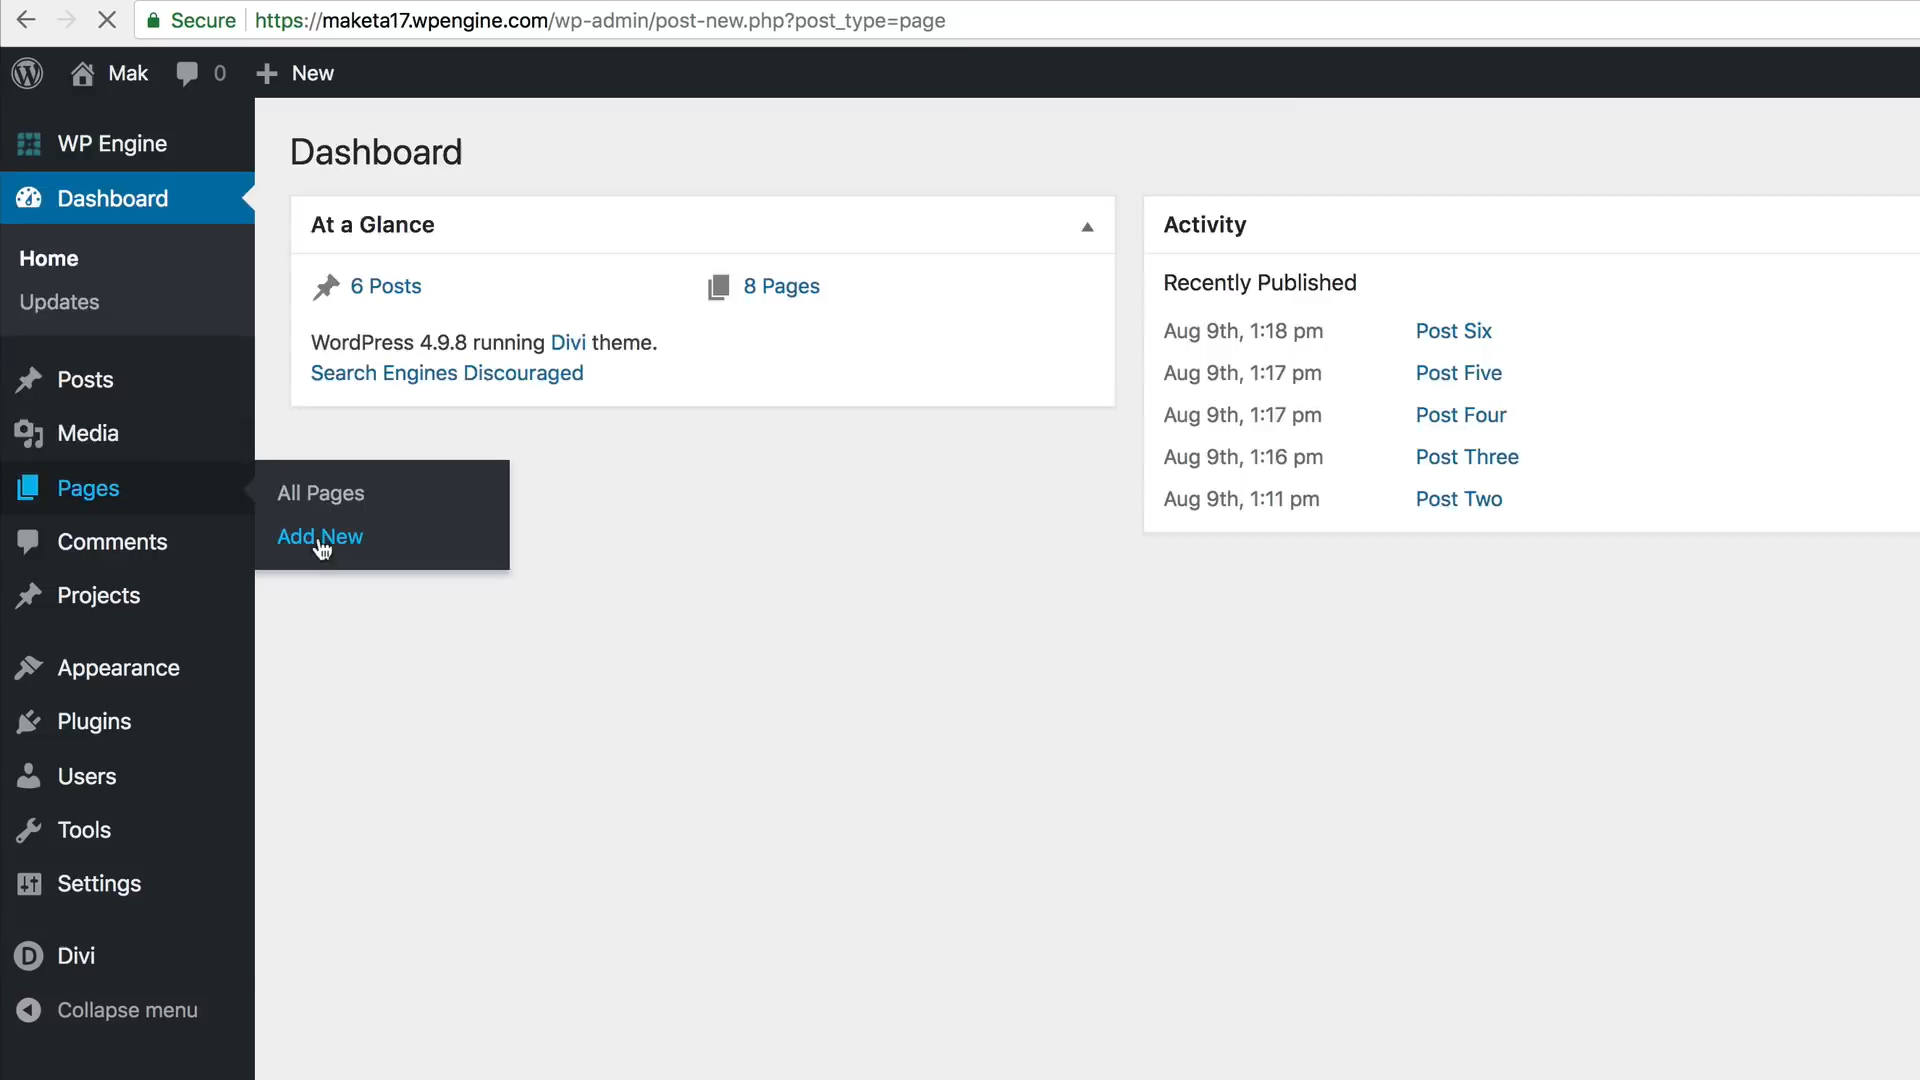 Secure https://maketa17.wpengine.com/wp-admin/post-new.php?post_type=page
Mak 0 New
WP Engine
Dashboard
Home
Updates
Posts
Media
Pages
Comments
Projects
Appearance
Plugins
Users
Tools
Settings
Divi
Collapse menu
All Pages
Add New
Dashboard
At a Glance
6 Posts 8 Pages
WordPress 4.9.8 running Divi theme.
Search Engines Discouraged
Activity
Recently Published
Aug 9th, 1:18 pm Post Six
Aug 9th, 1:17 pm Post Five
Aug 9th, 1:17 pm Post Four
Aug 9th, 1:16 pm Post Three
Aug 9th, 1:11 pm Post Two